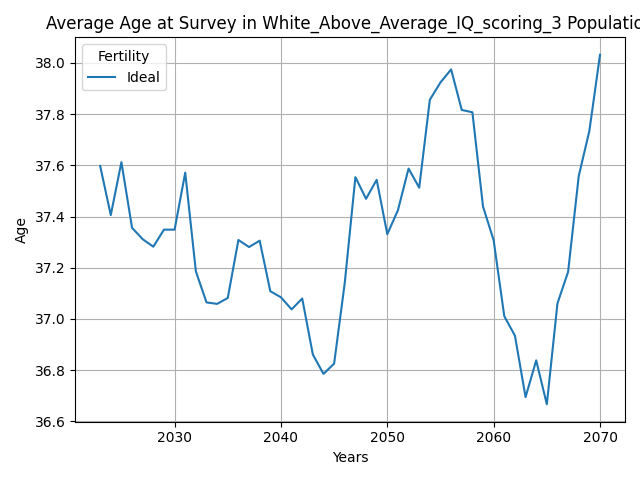 Average Age at Survey in White_Above_Average_IQ_scoring_3 Populatio
Fertility
Ideal
38.0
37.8
37.6
37.4
37.2
37.0
36.8
36.6
Age
2030 2040 2050 2060 2070
Years